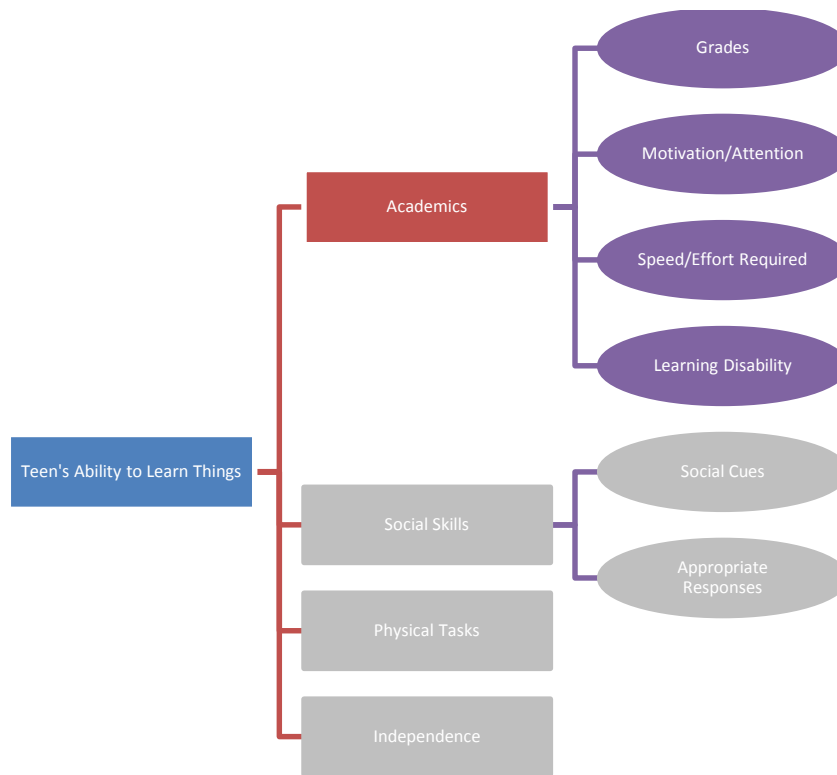 Grades
Motivation/Attention
Academics
Speed/Effort Required
Learning Disability
Teen's Ability to Learn Things
Social Cues
Social Skills
Appropriate
Responses
Physical Tasks
Independence